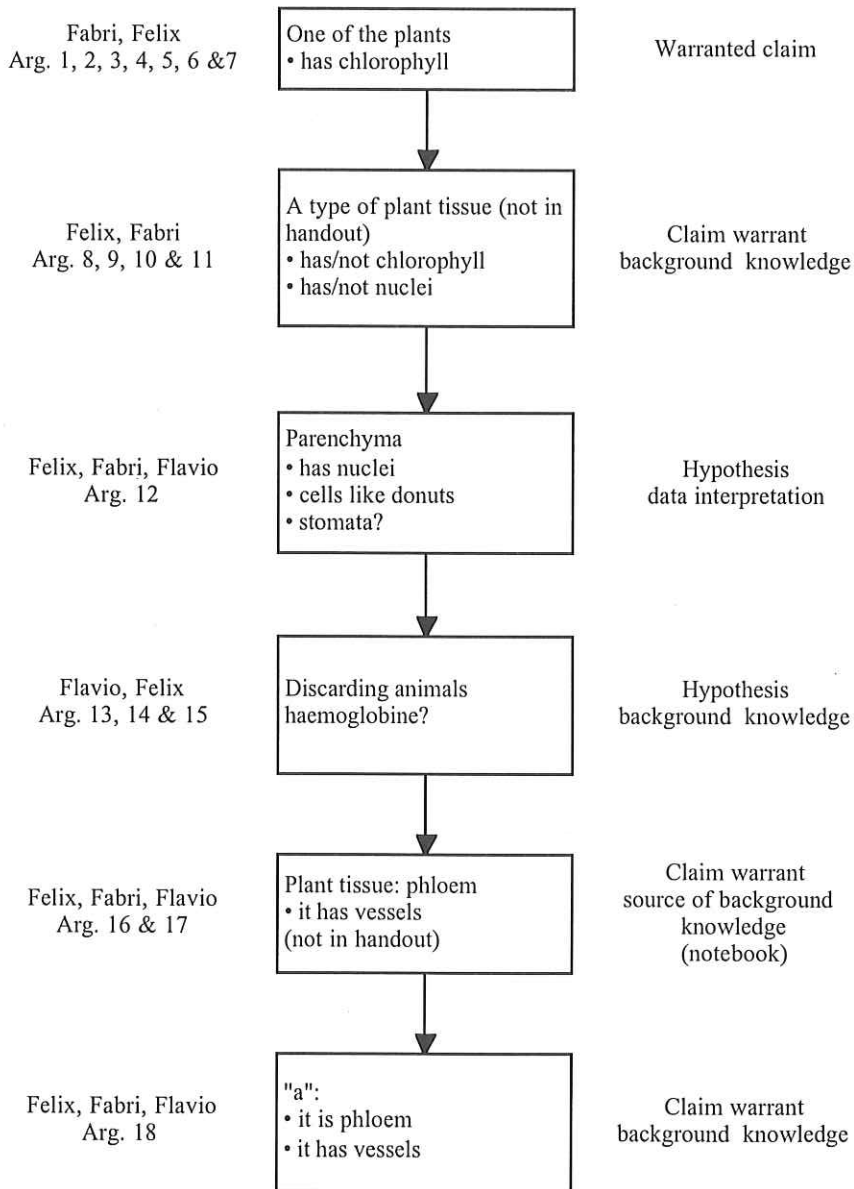 Fabri, Felix
Arg. 1, 2, 3, 4, 5, 6 &7
One of the plants
• has chlorophyll
Warranted claim
Felix, Fabri
Arg. 8, 9, 10 & 11
A type of plant tissue (not in
handout)
• has/not chlorophyll
• has/not nuclei
Claim warrant
background knowledge
Felix, Fabri, Flavio
Arg. 12
Parenchyma
• has nuclei
• cells like donuts
• stomata?
Hypothesis
data interpretation
Flavio, Felix
Arg. 13, 14 & 15
Discarding animals
haemoglobine?
Hypothesis
background knowledge
Felix, Fabri, Flavio
Arg. 16 & 17
Plant tissue: phloem
• it has vessels
(not in handout)
Claim warrant
source of background
knowledge
(notebook)
Felix, Fabri, Flavio
Arg. 18
"a":
• it is phloem
• it has vessels
Claim warrant
background knowledge